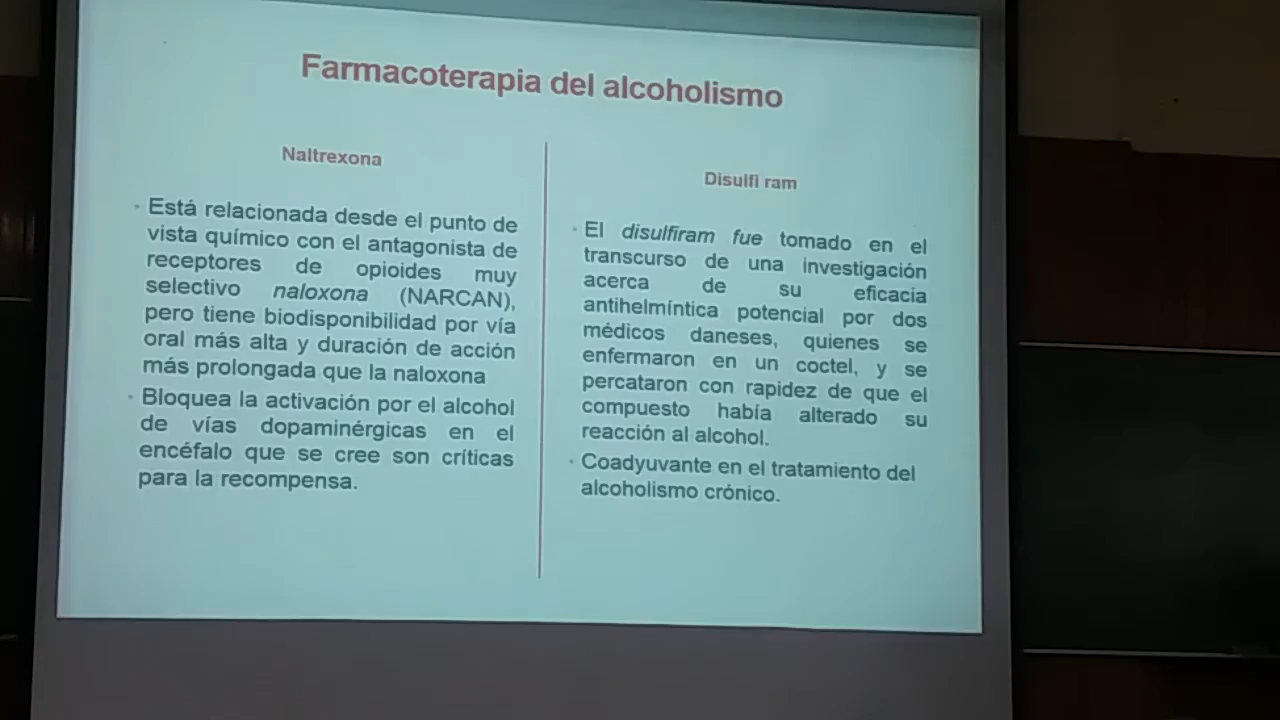 Farmacoterapia del alcoholismo
Naltrexona
• Está relacionada desde el punto de
vista químico con el antagonista de
receptores de opioides muy
selectivo naloxona (NARCAN),
pero tiene biodisponibilidad por vía
oral más alta y duración de acción
más prolongada que la naloxona
• Bloquea la activación por el alcohol
de vías dopaminérgicas en el
encéfalo que se cree son críticas
para la recompensa.
Disulfi ram
• El disulfiram fue tomado en el
transcurso de una investigación
acerca de su eficacia
antihelmíntica potencial por dos
médicos daneses, quienes se
enfermaron en un coctel, y se
percataron con rapidez de que el
compuesto había alterado su
reacción al alcohol.
• Coadyuvante en el tratamiento del
alcoholismo crónico.